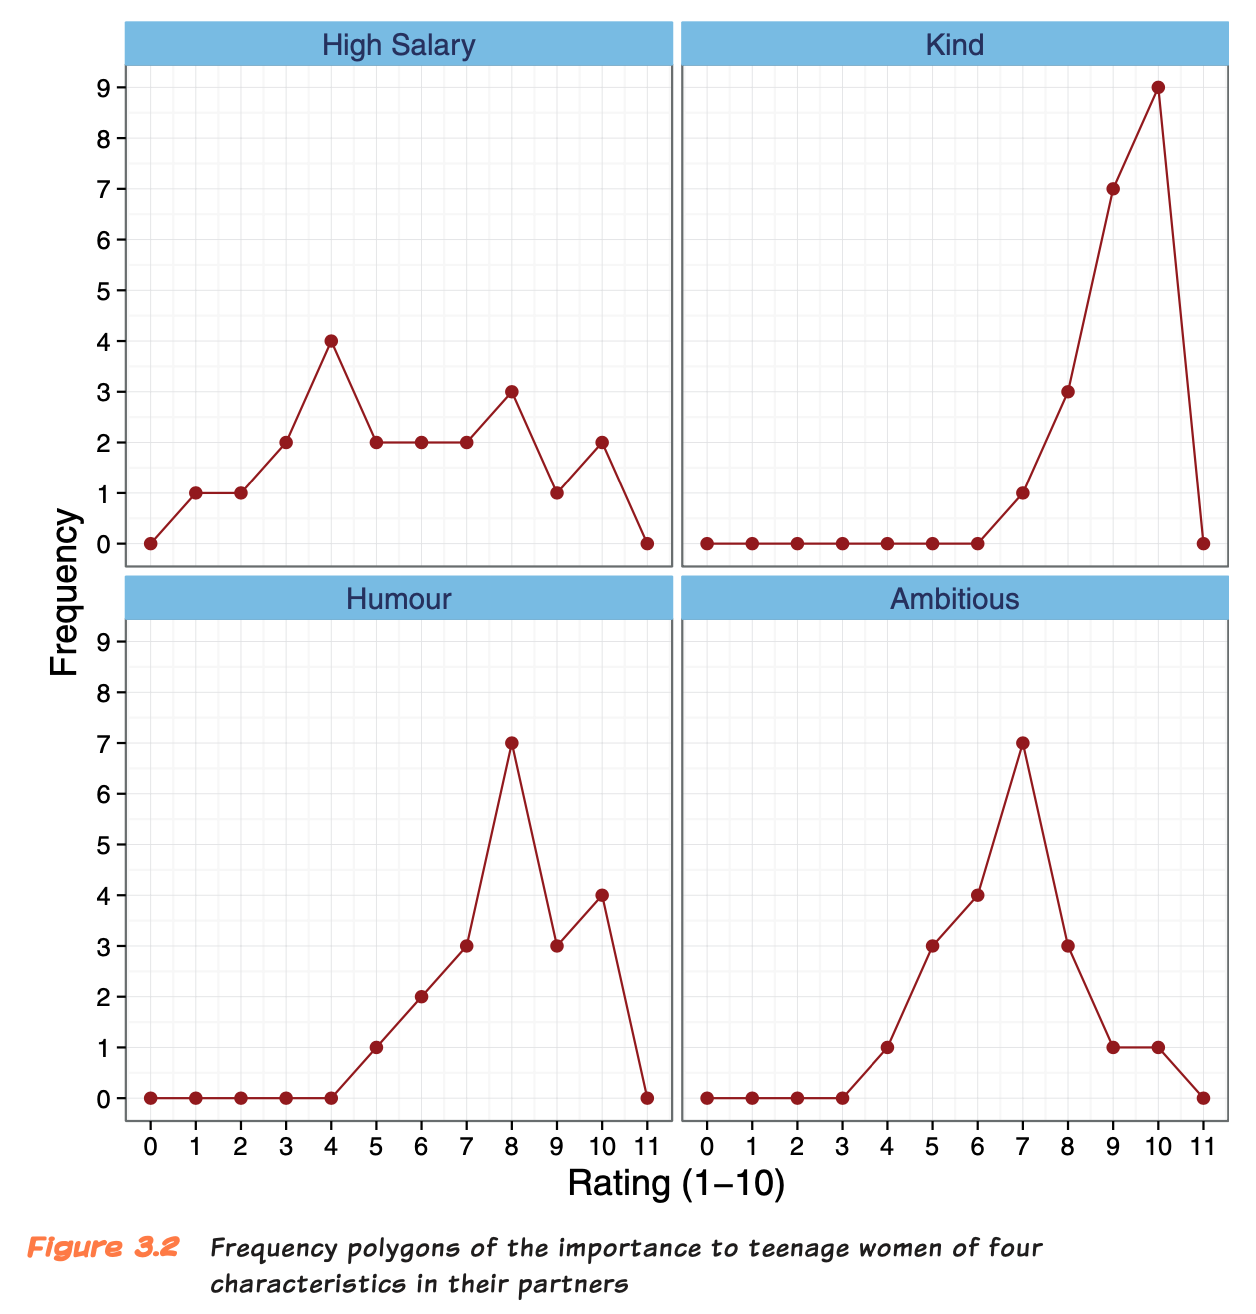 High Salary
Kind
9
8
7
6
5
4
3
2
1
0
Frequency
Humour
Ambitious
9
8
7
6
5
4
3
2
1
0
0 1 2 3 4 5 6 7 8 9 10 11
0 1 2 3 4 5 6 7 8 9 10 11
Rating (1–10)
Figure 3.2 Frequency polygons of the importance to teenage women of four
characteristics in their partners